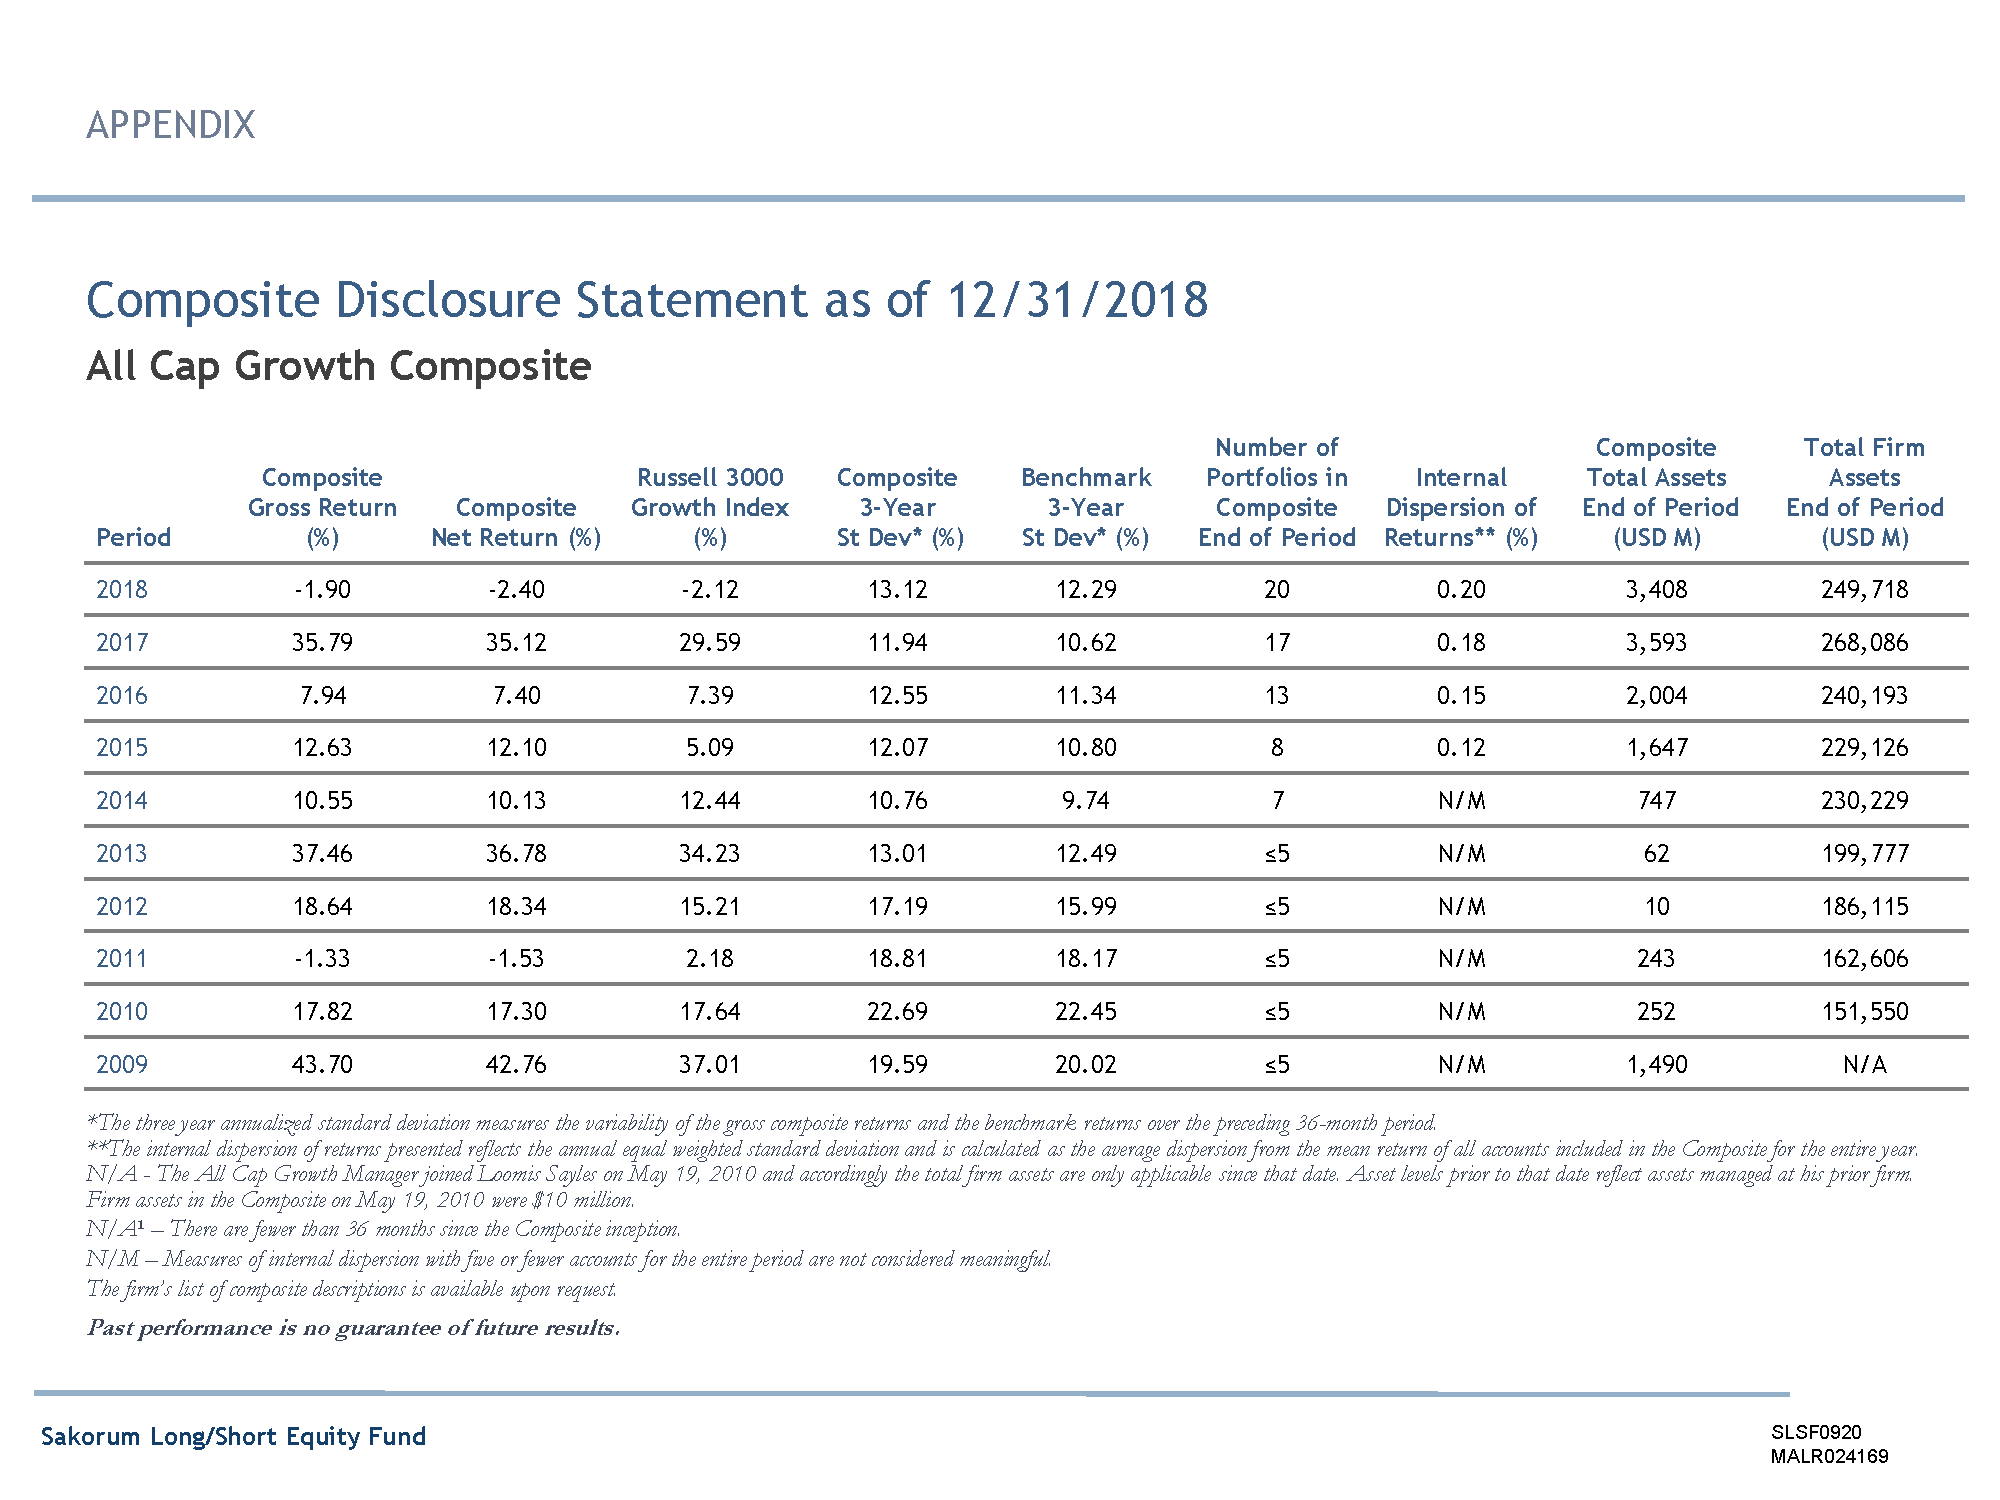 APPENDIX
Composite Disclosure Statement as of 12/31/2018
All Cap Growth Composite
Period Composite Gross Return (%) Composite Net Return (%) Russell 3000 Growth Index (%) Composite 3-Year St Dev* (%) Benchmark 3-Year St Dev* (%) Number of Portfolios in Composite End of Period Internal Dispersion of Returns** (%) Composite Total Assets End of Period (USD M) Total Firm Assets End of Period (USD M)
2018 -1.90 -2.40 -2.12 13.12 12.29 20 0.20 3,408 249,718
2017 35.79 35.12 29.59 11.94 10.62 17 0.18 3,593 268,086
2016 7.94 7.40 7.39 12.55 11.34 13 0.15 2,004 240,193
2015 12.63 12.10 5.09 12.07 10.80 8 0.12 1,647 229,126
2014 10.55 10.13 12.44 10.76 9.74 7 N/M 747 230,229
2013 37.46 36.78 34.23 13.01 12.49 ≤5 N/M 62 199,777
2012 18.64 18.34 15.21 17.19 15.99 ≤5 N/M 10 186,115
2011 -1.33 -1.53 2.18 18.81 18.17 ≤5 N/M 243 162,606
2010 17.82 17.30 17.64 22.69 22.45 ≤5 N/M 252 151,550
2009 43.70 42.76 37.01 19.59 20.02 ≤5 N/M 1,490 N/A
*The three year annualized standard deviation measures the variability of the gross composite returns and the benchmark returns over the preceding 36-month period.
**The internal dispersion of returns presented reflects the annual equal weighted standard deviation and is calculated as the average dispersion from the mean return of all accounts included in the Composite for the entire year.
N/A - The All Cap Growth Manager joined Loomis Sayles on May 19, 2010 and accordingly the total firm assets are only applicable since that date. Asset levels prior to that date reflect assets managed at his prior firm.
Firm assets in the Composite on May 19, 2010 were $10 million.
N/A¹ – There are fewer than 36 months since the Composite inception.
N/M – Measures of internal dispersion with five or fewer accounts for the entire period are not considered meaningful.
The firm's list of composite descriptions is available upon request.
Past performance is no guarantee of future results.
Sakorum Long/Short Equity Fund
SLSF0920
MALR024169